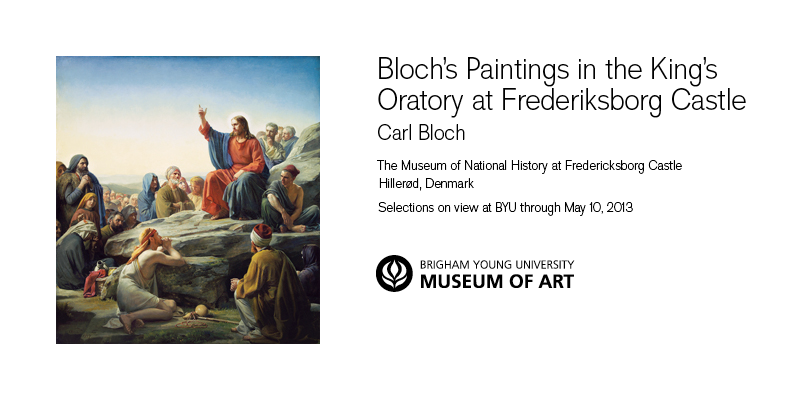 Bloch's Paintings in the King's
Oratory at Frederiksborg Castle
Carl Bloch
The Museum of National History at Fredericksborg Castle
Hillerød, Denmark
Selections on view at BYU through May 10, 2013
BRIGHAM YOUNG UNIVERSITY
MUSEUM OF ART